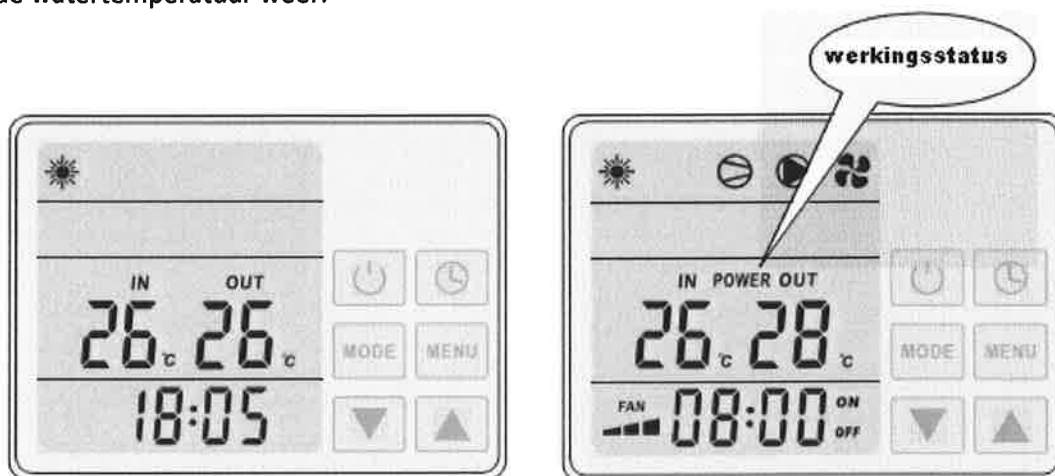 de watertemperatuur weer.
werkingsstatus
IN OUT
26 °C 26 °C
18:05
MODE MENU
IN POWER OUT
26 °C 28 °C
FAN 08:00 ON
OFF
MODE MENU